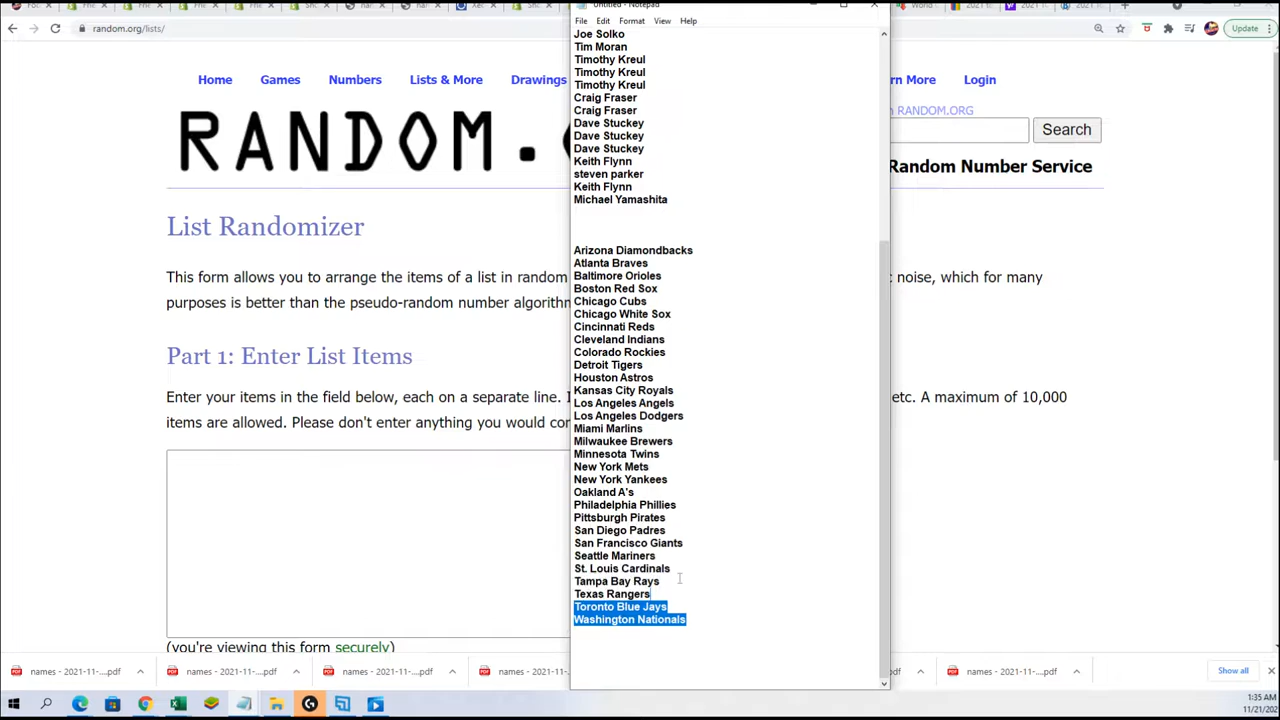 Untitled - Notepad
File Edit Format View Help
random.org/lists/
Update
Home Games Numbers Lists & More Drawings
rn More Login
RANDOM.
n RANDOM.ORG
Search
Random Number Service
List Randomizer
This form allows you to arrange the items of a list in random
c noise, which for many
purposes is better than the pseudo-random number algorithm
Part 1: Enter List Items
Enter your items in the field below, each on a separate line.
etc. A maximum of 10,000
items are allowed. Please don't enter anything you would
(you're viewing this form securely)
Joe Solko
Tim Moran
Timothy Kreul
Timothy Kreul
Timothy Kreul
Craig Fraser
Craig Fraser
Dave Stuckey
Dave Stuckey
Dave Stuckey
Keith Flynn
steven parker
Keith Flynn
Michael Yamashita
Arizona Diamondbacks
Atlanta Braves
Baltimore Orioles
Boston Red Sox
Chicago Cubs
Chicago White Sox
Cincinnati Reds
Cleveland Indians
Colorado Rockies
Detroit Tigers
Houston Astros
Kansas City Royals
Los Angeles Angels
Los Angeles Dodgers
Miami Marlins
Milwaukee Brewers
Minnesota Twins
New York Mets
New York Yankees
Oakland A's
Philadelphia Phillies
Pittsburgh Pirates
San Diego Padres
San Francisco Giants
Seattle Mariners
St. Louis Cardinals
Tampa Bay Rays
Texas Rangers
Toronto Blue Jays
Washington Nationals
names - 2021-11-....pdf names - 2021-11-....pdf names - 2021-11-....pdf names - 2021-11-....pdf names - 2021-11-....pdf Show all
1:35 AM
11/21/202